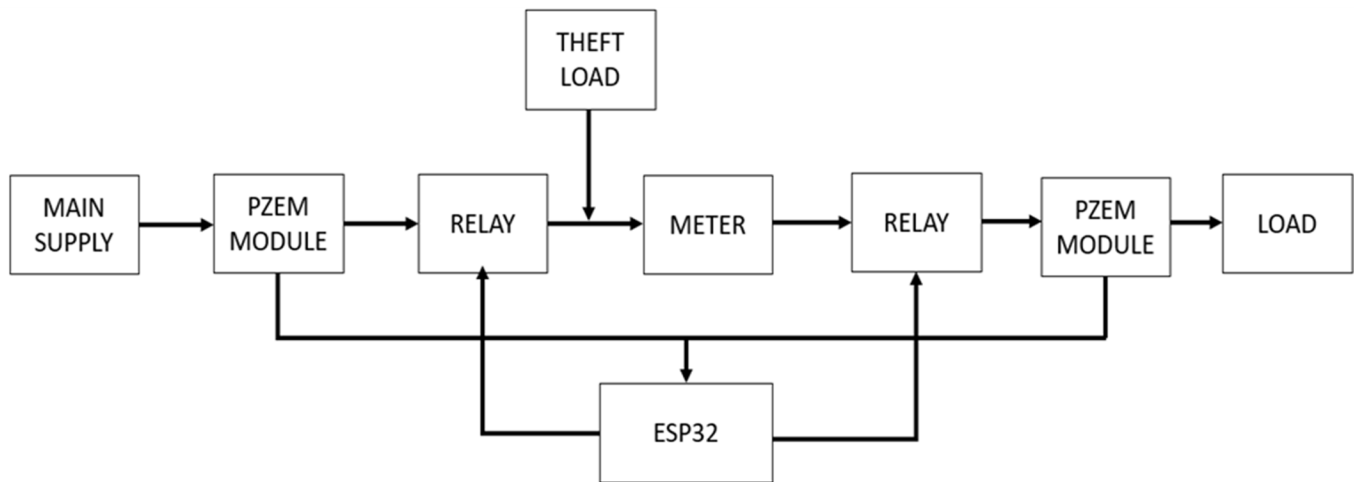 THEFT
LOAD
MAIN
SUPPLY
PZEM
MODULE
RELAY
METER
RELAY
PZEM
MODULE
LOAD
ESP32